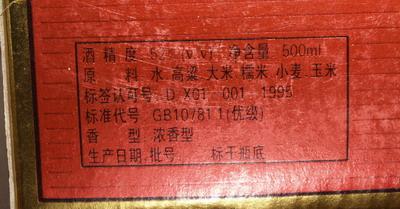 酒 精 度 52° (V.V) 净含量 500ml
原 料 水.高粱.大米.糯米.小麦.玉米
标签认可号: D X01 001 1995
标准代号: GB10781.1(优级)
香 型 浓香型
生产日期.批号 标于瓶底